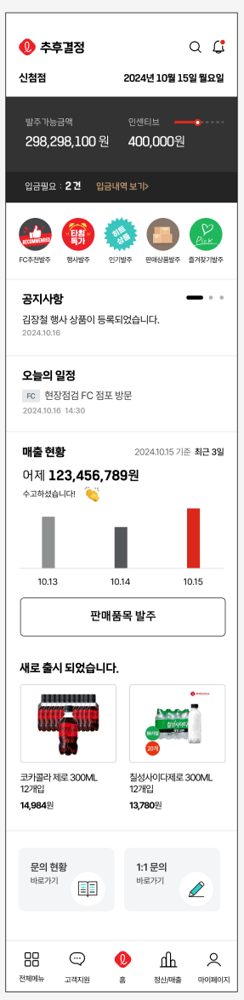 추후결정
신첨점
2024년 10월 15일 월요일
발주가능금액
인센티브
298,298,100 원
400,000원
입금필요 : 2 건
입금내역 보기>
RECOMMENDED
타임
특가
히트
상품
Pick
FC추천발주
행사발주
인기발주
판매상품발주
즐겨찾기발주
공지사항
김장철 행사 상품이 등록되었습니다.
2024.10.16
오늘의 일정
FC 현장점검 FC 점포 방문
2024.10.16 14:30
매출 현황
2024.10.15 기준 최근 3일
어제 123,456,789원
수고하셨습니다!
10.13
10.14
10.15
판매품목 발주
새로 출시 되었습니다.
칠성사이다
제로
20개
코카콜라 제로 300ML
12개입
14,984원
칠성사이다제로 300ML
12개입
13,780원
문의 현황
바로가기
1:1 문의
바로가기
전체메뉴
고객지원
홈
정산/매출
마이페이지